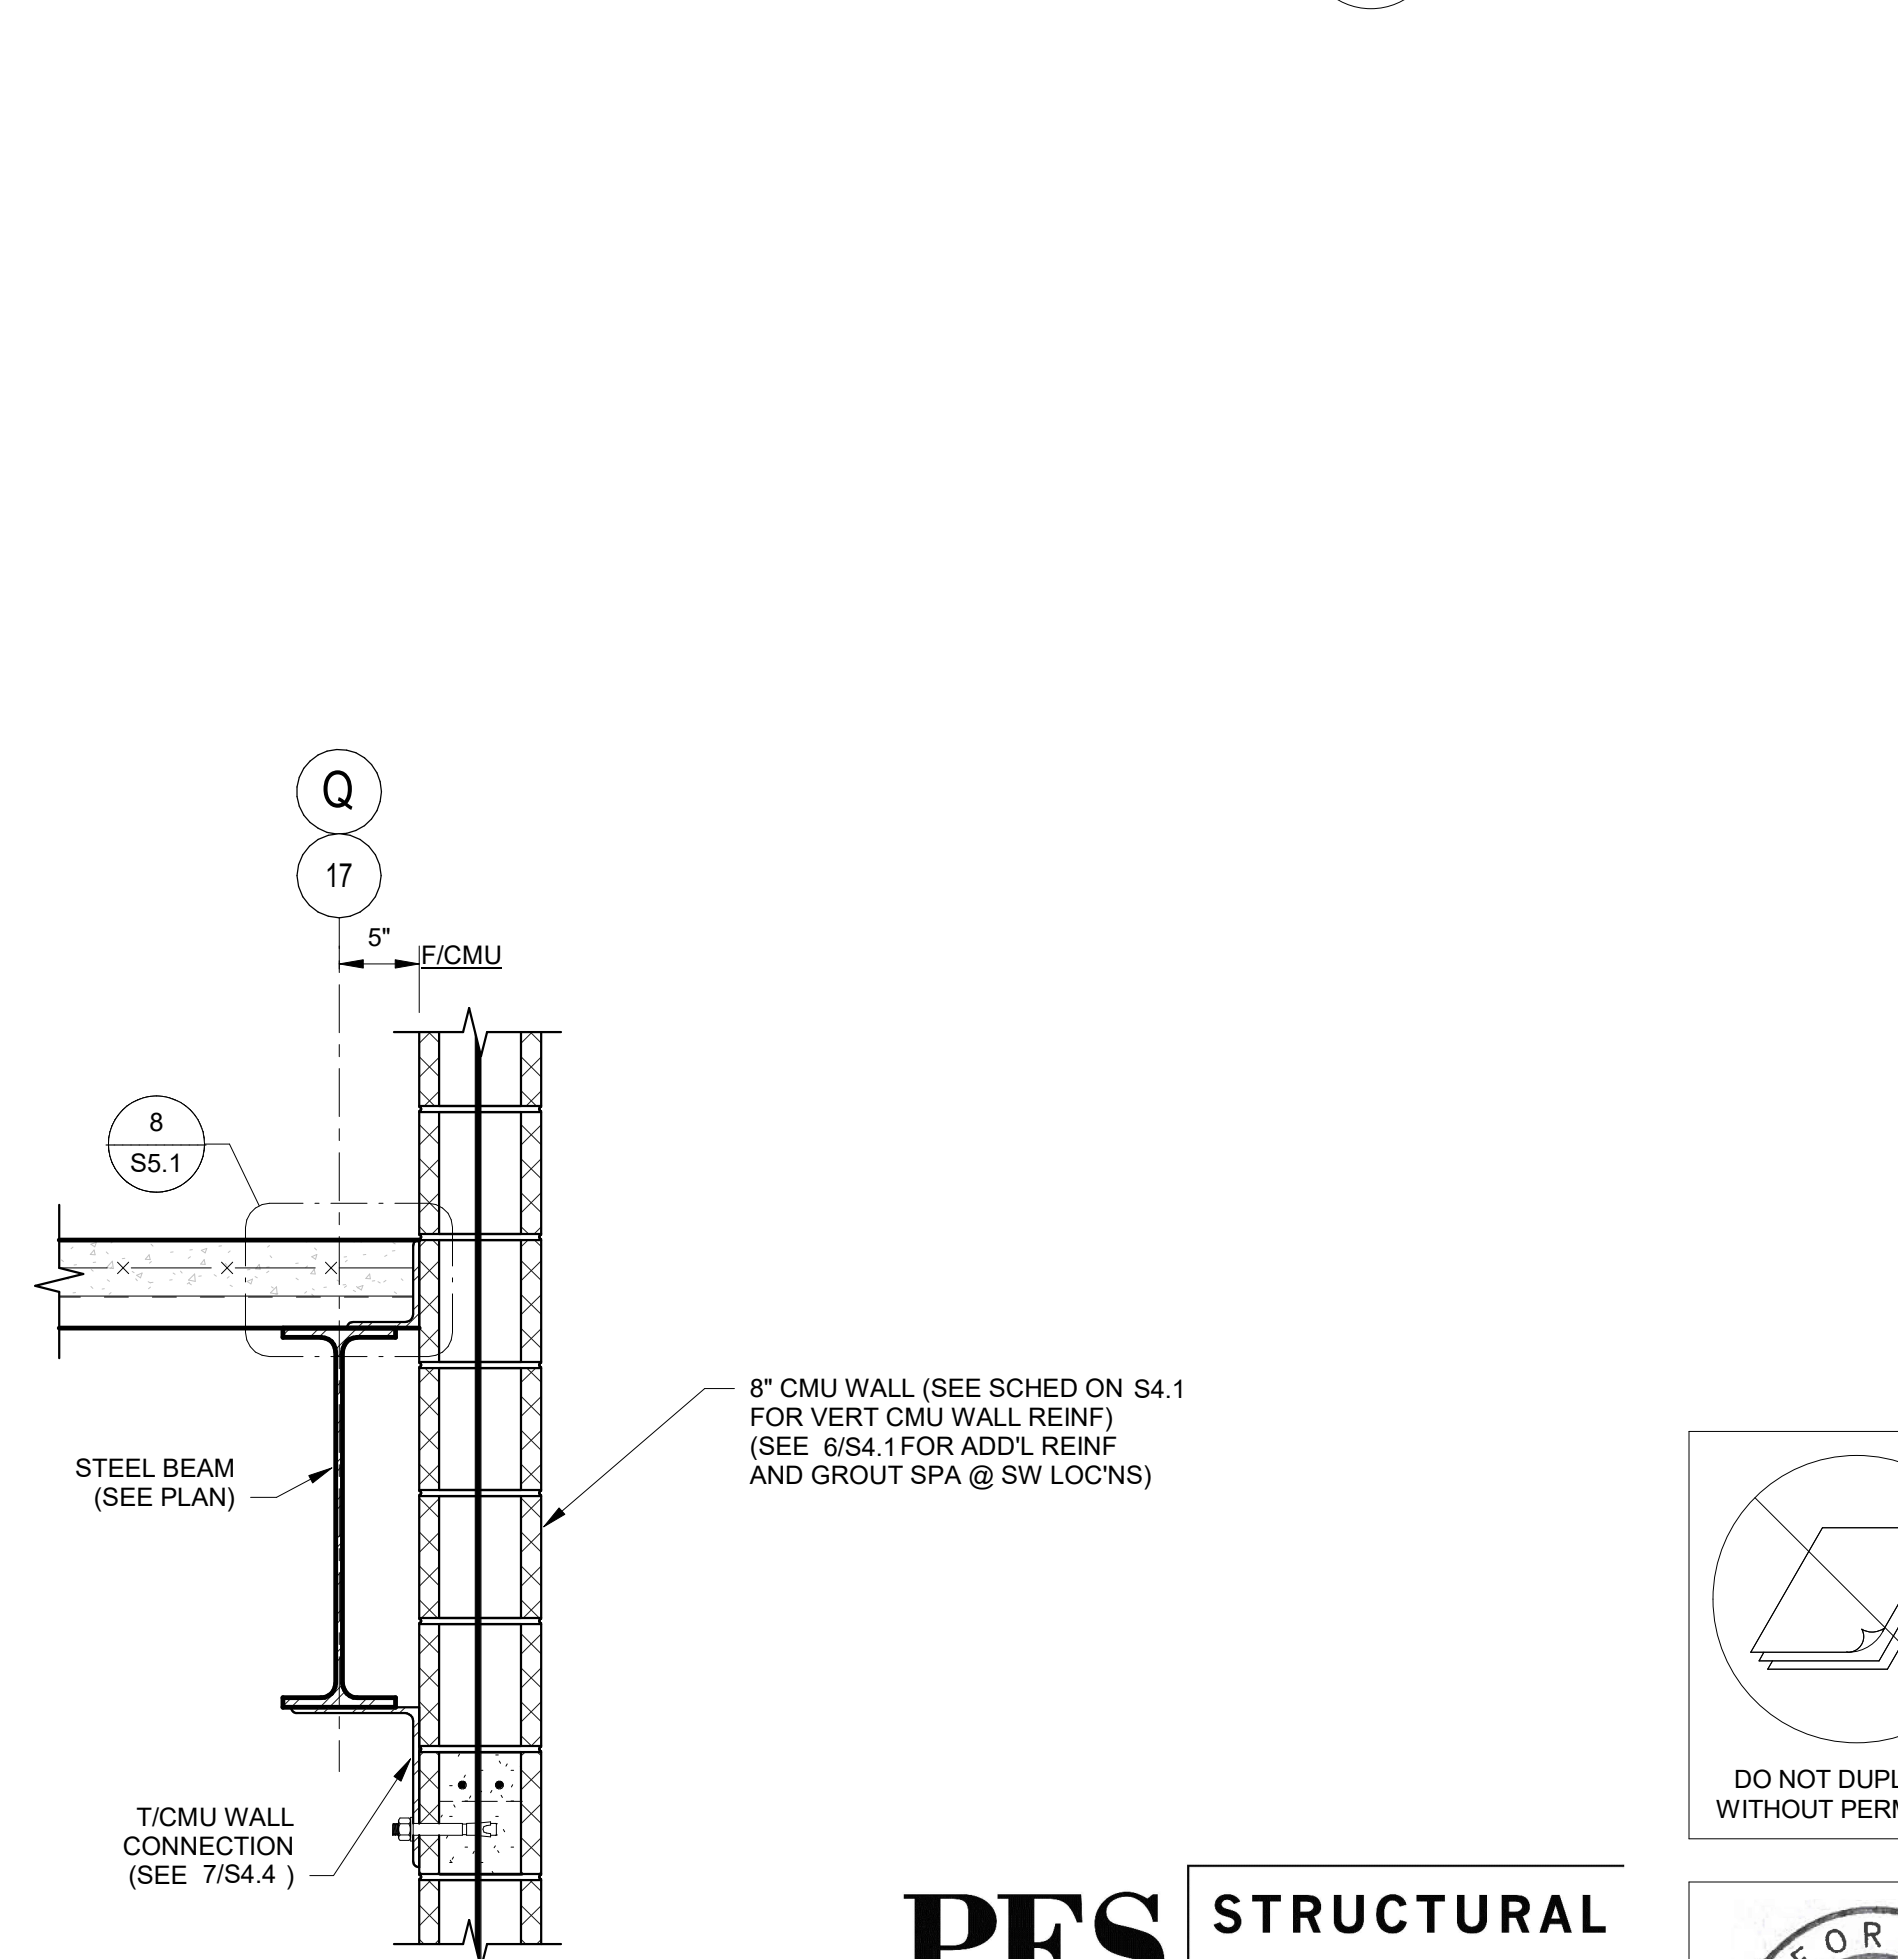 Q
17
5"
F/CMU
8
S5.1
8" CMU WALL (SEE SCHED ON S4.1
FOR VERT CMU WALL REINF)
(SEE 6/S4.1 FOR ADD'L REINF
AND GROUT SPA @ SW LOC'NS)
STEEL BEAM
(SEE PLAN)
T/CMU WALL
CONNECTION
(SEE 7/S4.4 )
DO NOT DUPL
WITHOUT PERM
PES
STRUCTURAL
FOR